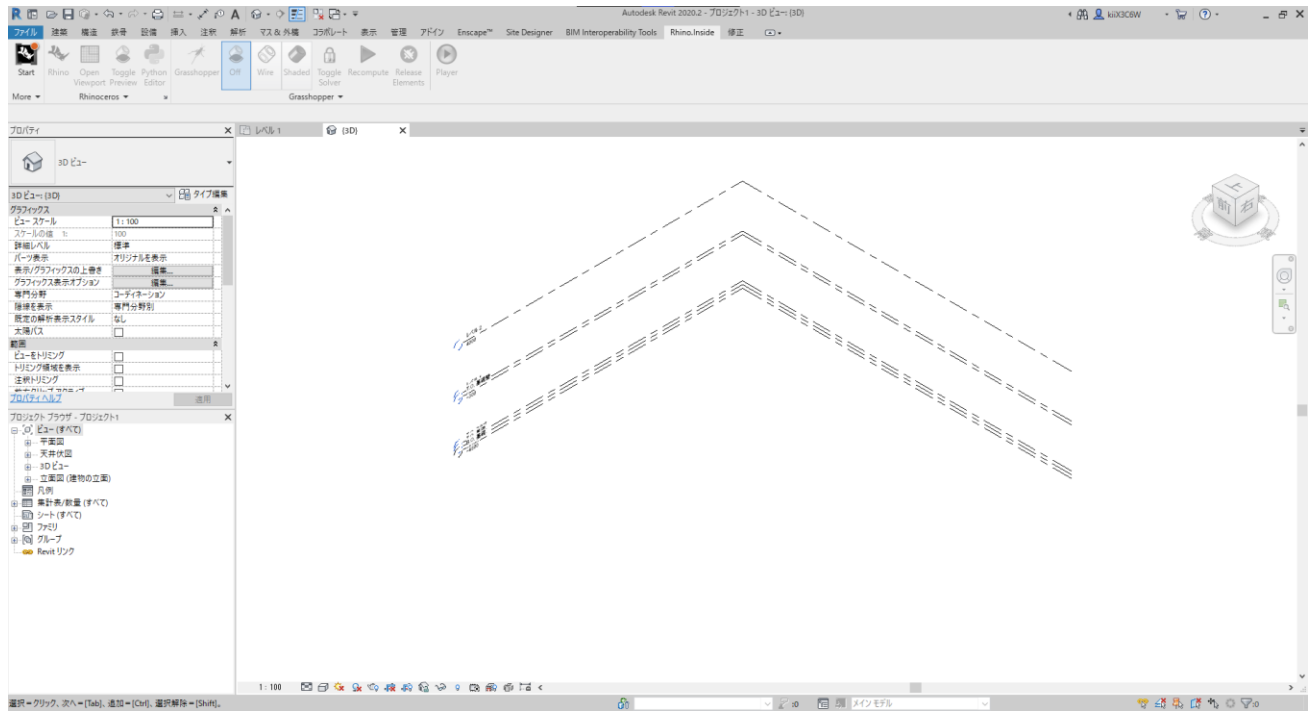 Autodesk Revit 2020.2 - プロジェクト1 - 3D ビュー: {3D}
kiiX3C6W
ファイル 建築 構造 鉄骨 設備 挿入 注釈 解析 マス & 外構 コラボレート 表示 管理 アドイン Enscape™ Site Designer BIM Interoperability Tools Rhino.Inside 修正
Start Rhino Open Viewport Toggle Preview Python Editor Grasshopper Off Wire Shaded Toggle Solver Recompute Release Elements Player
More Rhinoceros Grasshopper
プロパティ
レベル 1 {3D}
3D ビュー
3D ビュー: {3D} タイプ編集
グラフィックス
ビュー スケール 1 : 100
スケールの値 1: 100
詳細レベル 標準
パーツ表示 オリジナルを表示
表示/グラフィックスの上書き 編集...
グラフィックス表示オプション 編集...
専門分野 コーディネーション
隠線を表示 専門分野別
既定の解析表示スタイル なし
太陽パス
範囲
ビューをトリミング
トリミング領域を表示
注釈トリミング
プロパティ ヘルプ 適用
プロジェクト ブラウザ - プロジェクト1
ビュー (すべて)
平面図
天井伏図
3D ビュー
立面図 (建物の立面)
凡例
集計表/数量 (すべて)
シート (すべて)
ファミリ
グループ
Revit リンク
上
前 右
1 : 100
選択 = クリック、次へ = [Tab]、追加 = [Ctrl]、選択解除 = [Shift]。
:0
メイン モデル
:0